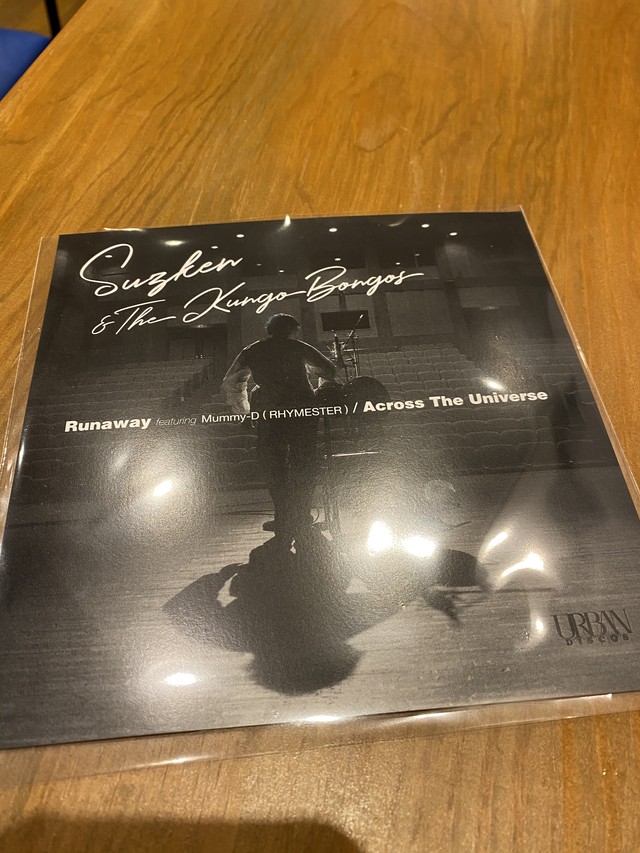 Suzken
& The Kungo Bongos
Runaway featuring Mummy-D ( RHYMESTER ) / Across The Universe
URBAN
DISCOS